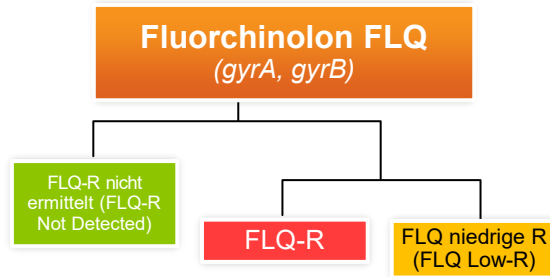 Fluorchinolon FLQ
(gyrA, gyrB)
FLQ-R nicht
ermittelt (FLQ-R
Not Detected)
FLQ-R
FLQ niedrige R
(FLQ Low-R)